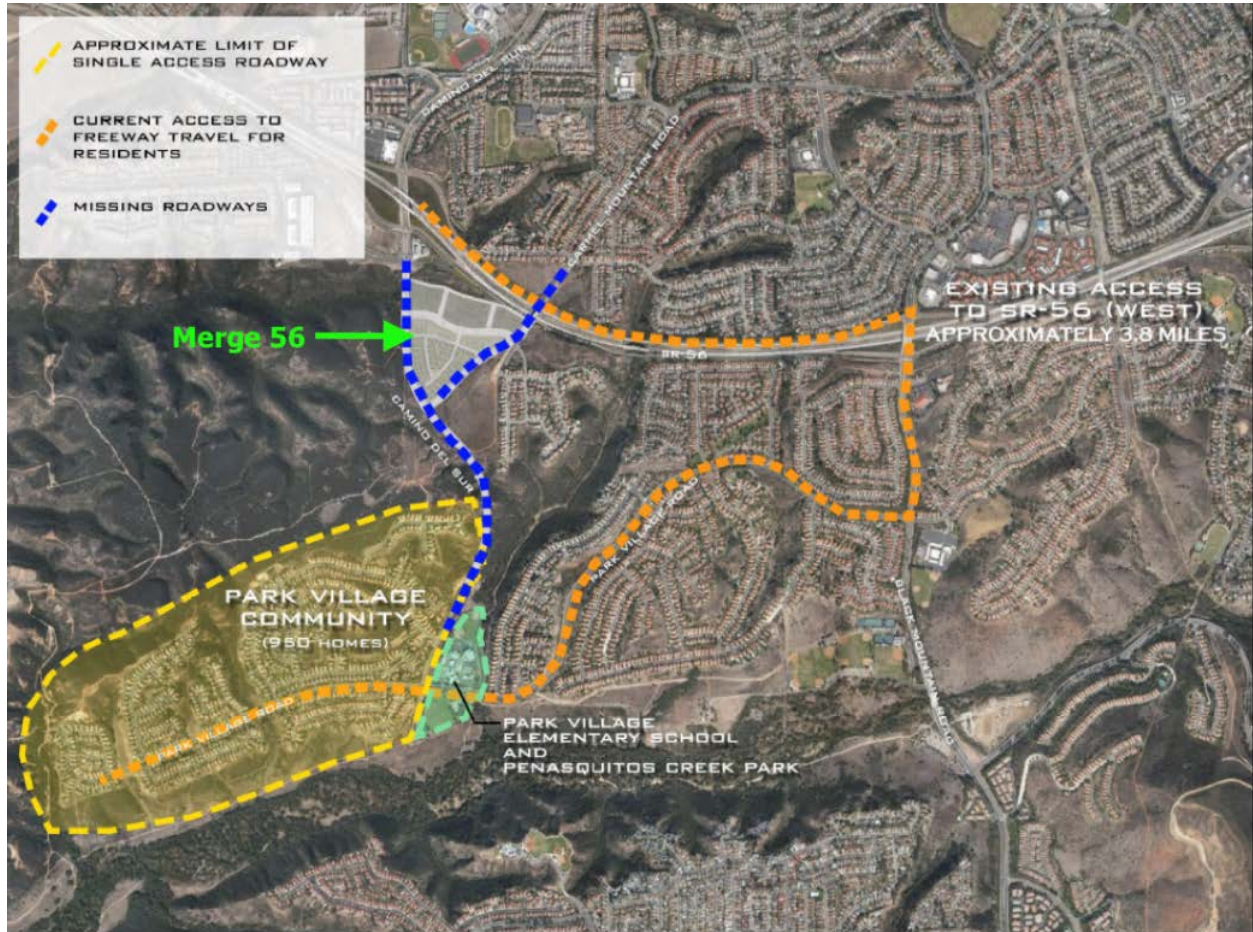 APPROXIMATE LIMIT OF
SINGLE ACCESS ROADWAY
CURRENT ACCESS TO
FREEWAY TRAVEL FOR
RESIDENTS
MISSING ROADWAYS
CAMINO DEL SUR
CARMEL MOUNTAIN ROAD
Merge 56
EXISTING ACCESS
TO SR-56 (WEST)
APPROXIMATELY 3.8 MILES
SR-56
CAMINO DEL SUR
PARK VILLAGE ROAD
PARK VILLAGE
COMMUNITY
(950 HOMES)
BLACK MOUNTAIN ROAD
PARK VILLAGE
ELEMENTARY SCHOOL
AND
PENASQUITOS CREEK PARK